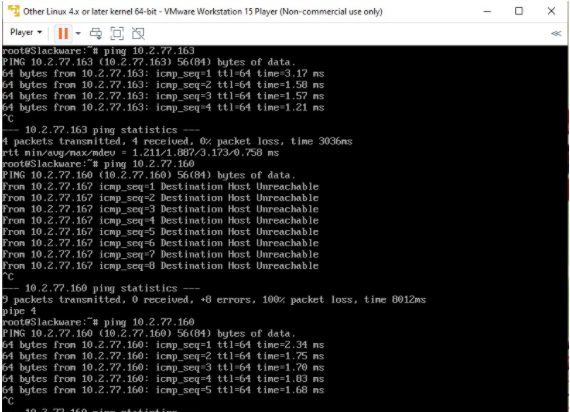 Other Linux 4.x or later kernel 64-bit - VMware Workstation 15 Player (Non-commercial use only)
Player
root@Slackware:~# ping 10.2.77.163
PING 10.2.77.163 (10.2.77.163) 56(84) bytes of data.
64 bytes from 10.2.77.163: icmp_seq=1 ttl=64 time=3.17 ms
64 bytes from 10.2.77.163: icmp_seq=2 ttl=64 time=1.58 ms
64 bytes from 10.2.77.163: icmp_seq=3 ttl=64 time=1.57 ms
64 bytes from 10.2.77.163: icmp_seq=4 ttl=64 time=1.21 ms
^C
--- 10.2.77.163 ping statistics ---
4 packets transmitted, 4 received, 0% packet loss, time 3036ms
rtt min/avg/max/mdev = 1.211/1.887/3.173/0.758 ms
root@Slackware:~# ping 10.2.77.160
PING 10.2.77.160 (10.2.77.160) 56(84) bytes of data.
From 10.2.77.167 icmp_seq=1 Destination Host Unreachable
From 10.2.77.167 icmp_seq=2 Destination Host Unreachable
From 10.2.77.167 icmp_seq=3 Destination Host Unreachable
From 10.2.77.167 icmp_seq=4 Destination Host Unreachable
From 10.2.77.167 icmp_seq=5 Destination Host Unreachable
From 10.2.77.167 icmp_seq=6 Destination Host Unreachable
From 10.2.77.167 icmp_seq=7 Destination Host Unreachable
From 10.2.77.167 icmp_seq=8 Destination Host Unreachable
^C
--- 10.2.77.160 ping statistics ---
9 packets transmitted, 0 received, +8 errors, 100% packet loss, time 8012ms
pipe 4
root@Slackware:~# ping 10.2.77.160
PING 10.2.77.160 (10.2.77.160) 56(84) bytes of data.
64 bytes from 10.2.77.160: icmp_seq=1 ttl=64 time=2.34 ms
64 bytes from 10.2.77.160: icmp_seq=2 ttl=64 time=1.75 ms
64 bytes from 10.2.77.160: icmp_seq=3 ttl=64 time=1.70 ms
64 bytes from 10.2.77.160: icmp_seq=4 ttl=64 time=1.83 ms
64 bytes from 10.2.77.160: icmp_seq=5 ttl=64 time=1.68 ms
^C
--- 10.2.77.160 ping statistics ---